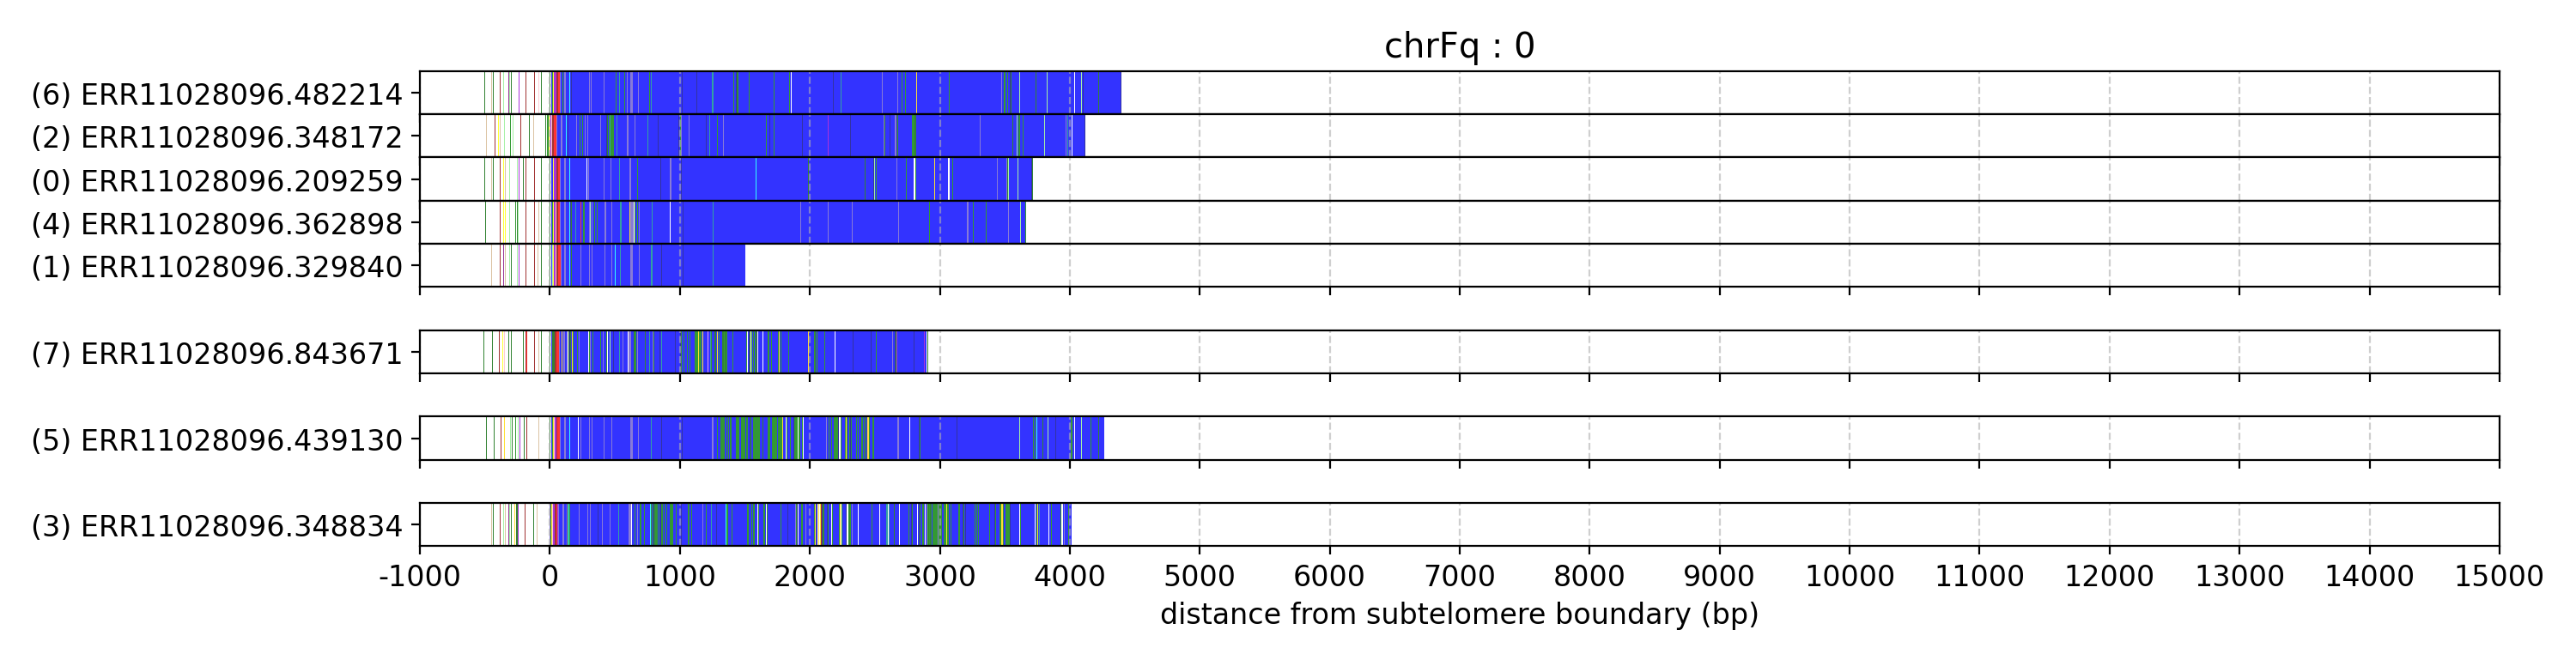 chrFq : 0
(6) ERR11028096.482214
(2) ERR11028096.348172
(0) ERR11028096.209259
(4) ERR11028096.362898
(1) ERR11028096.329840
(7) ERR11028096.843671
(5) ERR11028096.439130
(3) ERR11028096.348834
-1000 0 1000 2000 3000 4000 5000 6000 7000 8000 9000 10000 11000 12000 13000 14000 15000
distance from subtelomere boundary (bp)